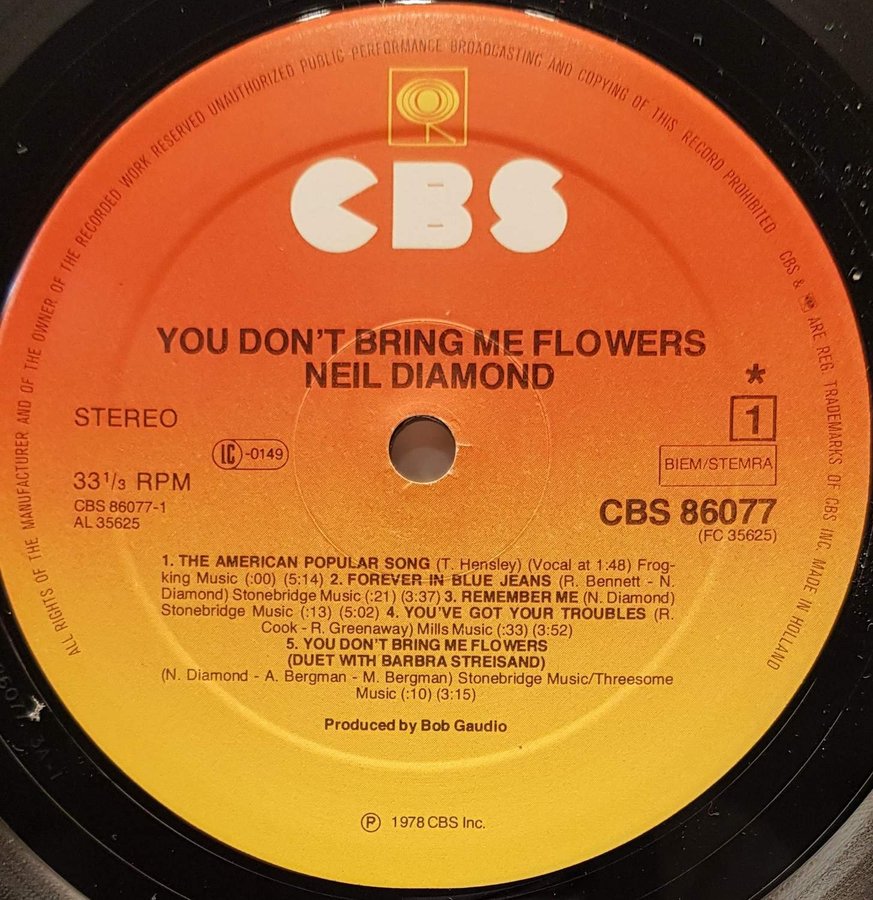 ALL RIGHTS OF THE MANUFACTURER AND OF THE OWNER OF THE RECORDED WORK RESERVED UNAUTHORIZED PUBLIC PERFORMANCE BROADCASTING AND COPYING OF THIS RECORD PROHIBITED CBS & ARE REG. TRADEMARKS OF CBS INC. MADE IN HOLLAND
CBS
YOU DON'T BRING ME FLOWERS
NEIL DIAMOND
*
STEREO
1
LC-0149
BIEM/STEMRA
33 1/3 RPM
CBS 86077-1
AL 35625
CBS 86077
(FC 35625)
1. THE AMERICAN POPULAR SONG (T. Hensley) (Vocal at 1:48) Frog-
king Music (:00) (5:14) 2. FOREVER IN BLUE JEANS (R. Bennett - N.
Diamond) Stonebridge Music (:21) (3:37) 3. REMEMBER ME (N. Diamond)
Stonebridge Music (:13) (5:02) 4. YOU'VE GOT YOUR TROUBLES (R.
Cook - R. Greenaway) Mills Music (:33) (3:52)
5. YOU DON'T BRING ME FLOWERS
(DUET WITH BARBRA STREISAND)
(N. Diamond - A. Bergman - M. Bergman) Stonebridge Music/Threesome
Music (:10) (3:15)
Produced by Bob Gaudio
Ⓟ 1978 CBS Inc.